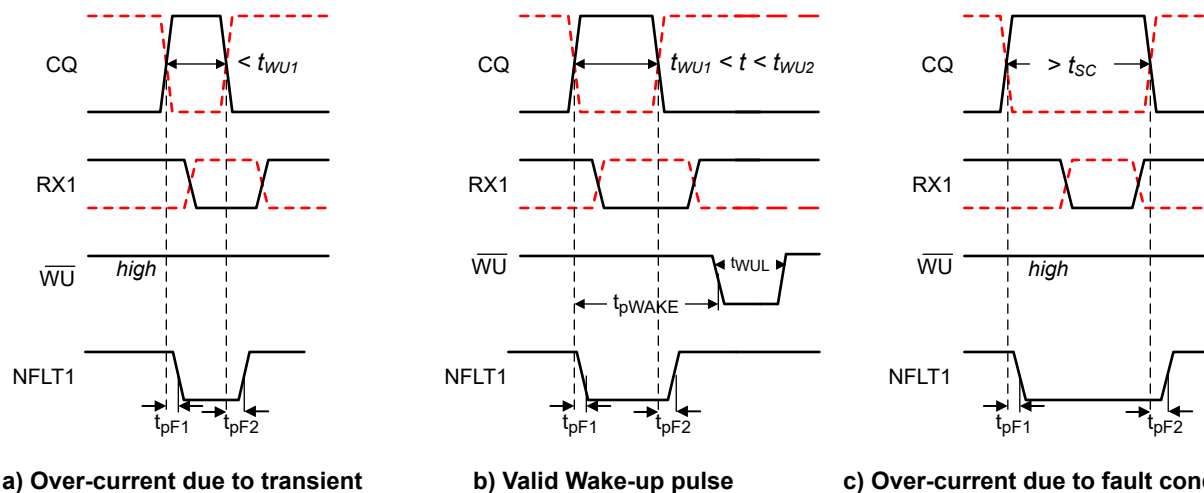 CQ
< tWU1
RX1
WU
high
NFLT1
tpF1
tpF2
a) Over-current due to transient
CQ
tWU1 < t < tWU2
RX1
WU
tWUL
tpWAKE
NFLT1
tpF1
tpF2
b) Valid Wake-up pulse
CQ
> tSC
RX1
WU
high
NFLT1
tpF1
tpF2
c) Over-current due to fault cond